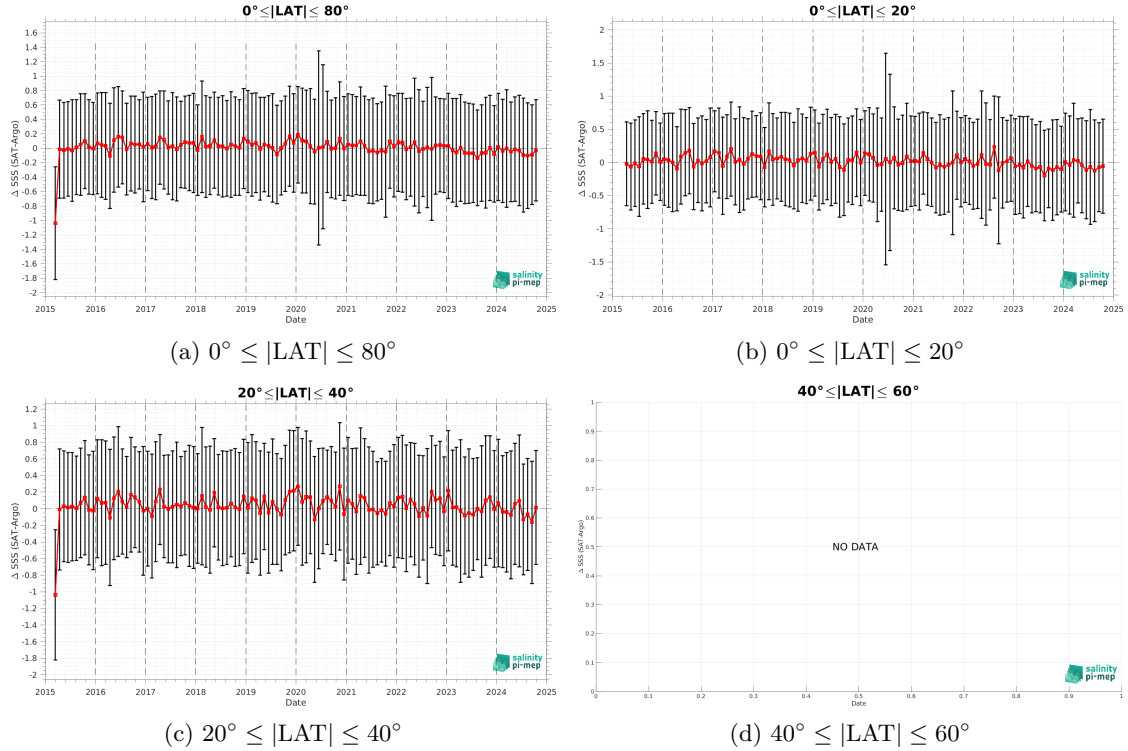 0°≤|LAT|≤ 80°
1.6
1.4
1.2
1
0.8
0.6
0.4
0.2
0
-0.2
-0.4
-0.6
-0.8
-1
-1.2
-1.4
-1.6
-1.8
-2
Δ SSS (SAT-Argo)
2015 2016 2017 2018 2019 2020 2021 2022 2023 2024 2025
Date
salinity
pi-mep
(a) 0° ≤ |LAT| ≤ 80°
0°≤|LAT|≤ 20°
2
1.5
1
0.5
0
-0.5
-1
-1.5
-2
Δ SSS (SAT-Argo)
2015 2016 2017 2018 2019 2020 2021 2022 2023 2024 2025
Date
salinity
pi-mep
(b) 0° ≤ |LAT| ≤ 20°
20°≤|LAT|≤ 40°
1.2
1
0.8
0.6
0.4
0.2
0
-0.2
-0.4
-0.6
-0.8
-1
-1.2
-1.4
-1.6
-1.8
-2
Δ SSS (SAT-Argo)
2015 2016 2017 2018 2019 2020 2021 2022 2023 2024 2025
Date
salinity
pi-mep
(c) 20° ≤ |LAT| ≤ 40°
40°≤|LAT|≤ 60°
1
0.9
0.8
0.7
0.6
0.5
0.4
0.3
0.2
0.1
0
Δ SSS (SAT-Argo)
NO DATA
0 0.1 0.2 0.3 0.4 0.5 0.6 0.7 0.8 0.9 1
Date
salinity
pi-mep
(d) 40° ≤ |LAT| ≤ 60°